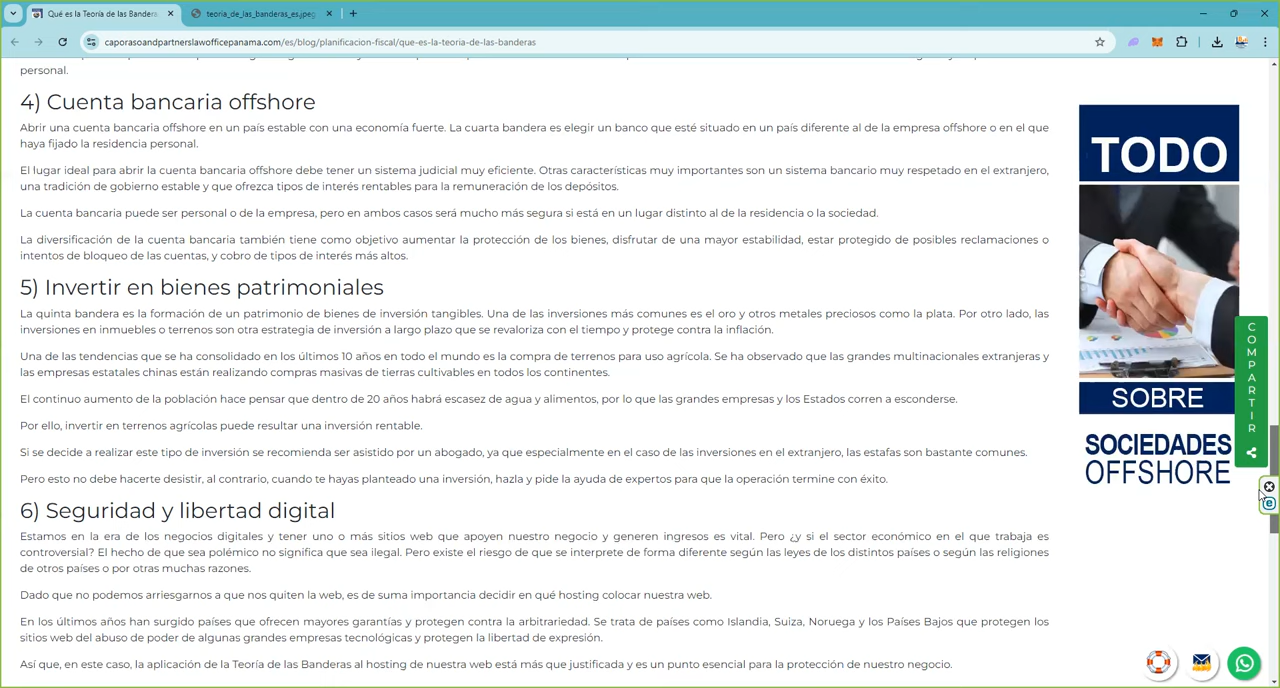 Qué es la Teoría de las Bandera
teoria_de_las_banderas_es.jpeg
caporasoandpartnerslawofficepanama.com/es/blog/planificacion-fiscal/que-es-la-teoria-de-las-banderas
personal.
4) Cuenta bancaria offshore
Abrir una cuenta bancaria offshore en un país estable con una economía fuerte. La cuarta bandera es elegir un banco que esté situado en un país diferente al de la empresa offshore o en el que
haya fijado la residencia personal.
El lugar ideal para abrir la cuenta bancaria offshore debe tener un sistema judicial muy eficiente. Otras características muy importantes son un sistema bancario muy respetado en el extranjero,
una tradición de gobierno estable y que ofrezca tipos de interés rentables para la remuneración de los depósitos.
La cuenta bancaria puede ser personal o de la empresa, pero en ambos casos será mucho más segura si está en un lugar distinto al de la residencia o la sociedad.
La diversificación de la cuenta bancaria también tiene como objetivo aumentar la protección de los bienes, disfrutar de una mayor estabilidad, estar protegido de posibles reclamaciones o
intentos de bloqueo de las cuentas, y cobro de tipos de interés más altos.
5) Invertir en bienes patrimoniales
La quinta bandera es la formación de un patrimonio de bienes de inversión tangibles. Una de las inversiones más comunes es el oro y otros metales preciosos como la plata. Por otro lado, las
inversiones en inmuebles o terrenos son otra estrategia de inversión a largo plazo que se revaloriza con el tiempo y protege contra la inflación.
Una de las tendencias que se ha consolidado en los últimos 10 años en todo el mundo es la compra de terrenos para uso agrícola. Se ha observado que las grandes multinacionales extranjeras y
las empresas estatales chinas están realizando compras masivas de tierras cultivables en todos los continentes.
El continuo aumento de la población hace pensar que dentro de 20 años habrá escasez de agua y alimentos, por lo que las grandes empresas y los Estados corren a esconderse.
Por ello, invertir en terrenos agrícolas puede resultar una inversión rentable.
Si se decide a realizar este tipo de inversión se recomienda ser asistido por un abogado, ya que especialmente en el caso de las inversiones en el extranjero, las estafas son bastante comunes.
Pero esto no debe hacerte desistir, al contrario, cuando te hayas planteado una inversión, hazla y pide la ayuda de expertos para que la operación termine con éxito.
6) Seguridad y libertad digital
Estamos en la era de los negocios digitales y tener uno o más sitios web que apoyen nuestro negocio y generen ingresos es vital. Pero ¿y si el sector económico en el que trabaja es
controversial? El hecho de que sea polémico no significa que sea ilegal. Pero existe el riesgo de que se interprete de forma diferente según las leyes de los distintos países o según las religiones
de otros países o por otras muchas razones.
Dado que no podemos arriesgarnos a que nos quiten la web, es de suma importancia decidir en qué hosting colocar nuestra web.
En los últimos años han surgido países que ofrecen mayores garantías y protegen contra la arbitrariedad. Se trata de países como Islandia, Suiza, Noruega y los Países Bajos que protegen los
sitios web del abuso de poder de algunas grandes empresas tecnológicas y protegen la libertad de expresión.
Así que, en este caso, la aplicación de la Teoría de las Banderas al hosting de nuestra web está más que justificada y es un punto esencial para la protección de nuestro negocio.
TODO
SOBRE
SOCIEDADES
OFFSHORE
COMPARTIR